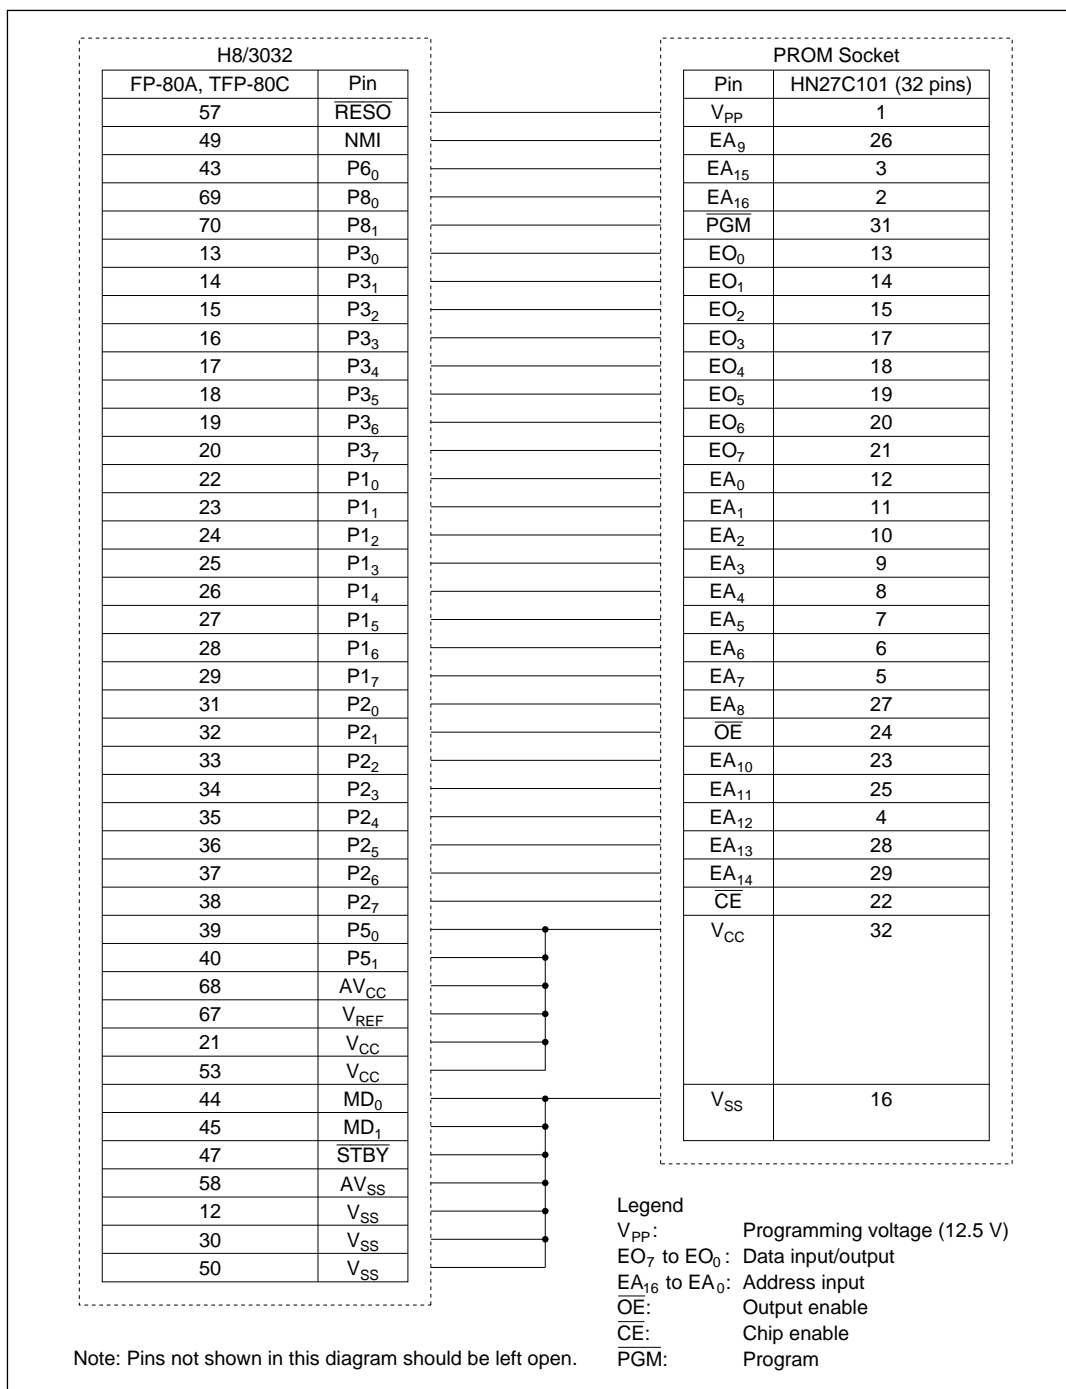 H8/3032 PROM Socket
FP-80A, TFP-80C Pin Pin HN27C101 (32 pins)
57 RESO VPP 1
49 NMI EA9 26
43 P60 EA15 3
69 P80 EA16 2
70 P81 PGM 31
13 P30 EO0 13
14 P31 EO1 14
15 P32 EO2 15
16 P33 EO3 17
17 P34 EO4 18
18 P35 EO5 19
19 P36 EO6 20
20 P37 EO7 21
22 P10 EA0 12
23 P11 EA1 11
24 P12 EA2 10
25 P13 EA3 9
26 P14 EA4 8
27 P15 EA5 7
28 P16 EA6 6
29 P17 EA7 5
31 P20 EA8 27
32 P21 OE 24
33 P22 EA10 23
34 P23 EA11 25
35 P24 EA12 4
36 P25 EA13 28
37 P26 EA14 29
38 P27 CE 22
39 P50 VCC 32
40 P51
68 AVCC
67 VREF
21 VCC
53 VCC
44 MD0 VSS 16
45 MD1
47 STBY
58 AVSS
12 VSS
30 VSS
50 VSS
Legend
VPP: Programming voltage (12.5 V)
EO7 to EO0: Data input/output
EA16 to EA0: Address input
OE: Output enable
CE: Chip enable
PGM: Program
Note: Pins not shown in this diagram should be left open.